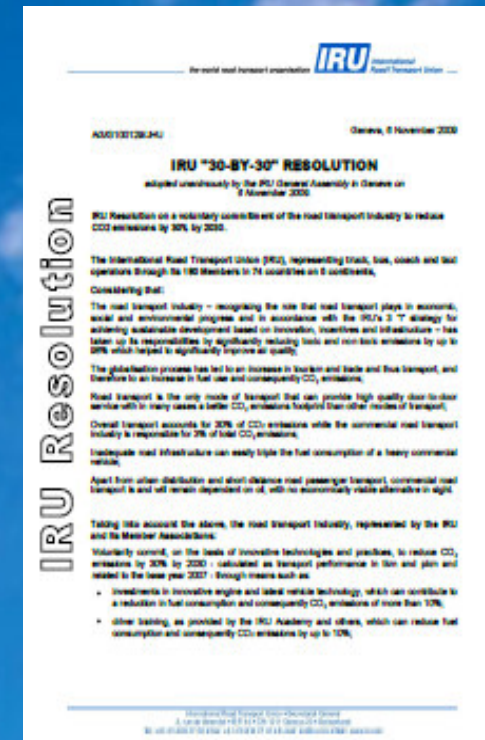 the world road transport organisation
IRU International
Road Transport Union
Geneva, 6 November 2009
IRU "30-BY-30" RESOLUTION
adopted unanimously by the IRU General Assembly in Geneva on
6 November 2009
IRU Resolution on a voluntary commitment of the road transport industry to reduce
CO2 emissions by 30% by 2030.
The International Road Transport Union (IRU), representing truck, bus, coach and taxi
operators through its 180 Members in 74 countries on 5 continents,
Considering that:
The road transport industry – recognising the role that road transport plays in economic,
social and environmental progress and in accordance with the IRU's 3 "I" strategy for
achieving sustainable development based on innovation, incentives and infrastructure – has
taken up its responsibilities by significantly reducing toxic and non toxic emissions by up to
which helped to significantly improve air quality;
The globalisation process has led to an increase in tourism and trade and thus transport, and
therefore to an increase in fuel use and consequently CO₂ emissions;
Road transport is the only mode of transport that can provide high quality door-to-door
service with in many cases a better CO₂ emissions footprint than other modes of transport;
Overall transport accounts for 20% of CO₂ emissions while the commercial road transport
industry is responsible for 3% of total CO₂ emissions;
Inadequate road infrastructure can easily triple the fuel consumption of a heavy commercial
vehicle;
Apart from urban distribution and short distance road passenger transport, commercial road
transport is and will remain dependent on oil, with no economically viable alternative in sight.
Taking into account the above, the road transport industry, represented by the IRU
and its Member Associations:
Voluntarily commit, on the basis of innovative technologies and practices, to reduce CO₂
emissions by 30% by 2030 - calculated as transport performance in tkm and pkm and
related to the base year 2007 - through means such as:
• investments in innovative engine and latest vehicle technology, which can contribute to
a reduction in fuel consumption and consequently CO₂ emissions of more than 10%;
• driver training, as provided by the IRU Academy and others, which can reduce fuel
consumption and consequently CO₂ emissions by up to 10%;
IRU Resolution